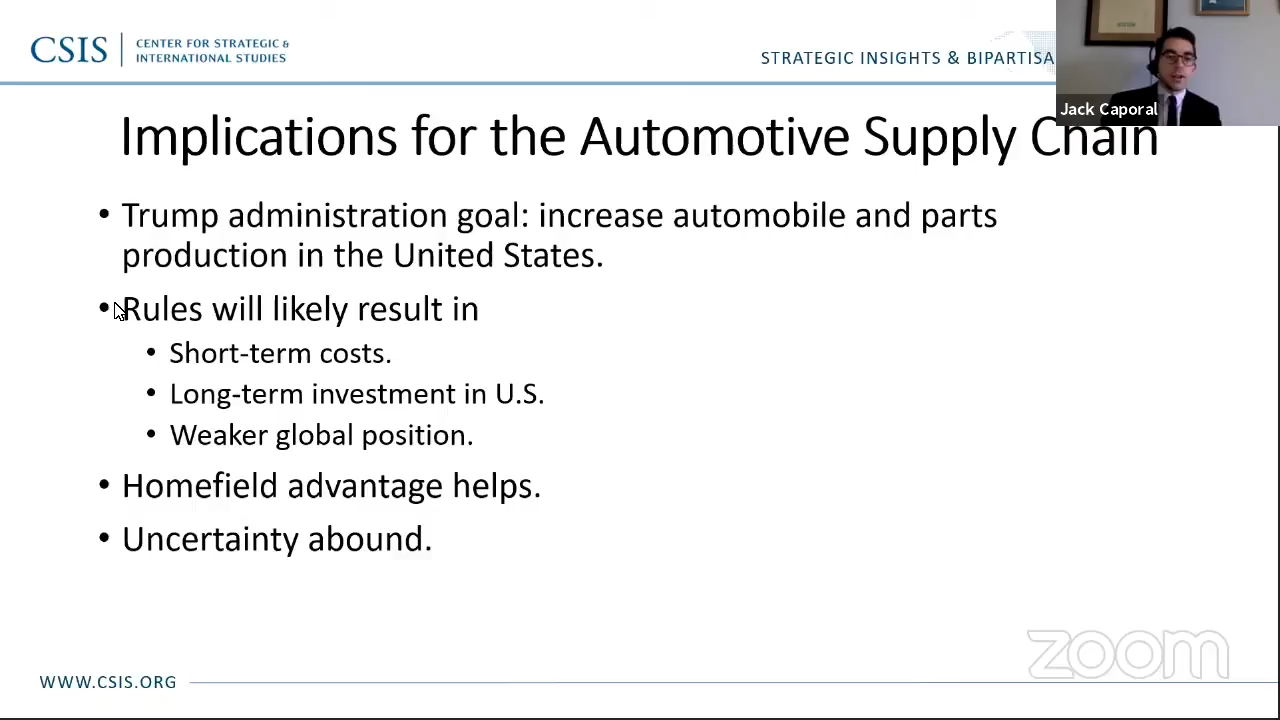 CSIS
CENTER FOR STRATEGIC &
INTERNATIONAL STUDIES
STRATEGIC INSIGHTS & BIPARTISA
Jack Caporal
Implications for the Automotive Supply Chain
• Trump administration goal: increase automobile and parts
production in the United States.
• Rules will likely result in
• Short-term costs.
• Long-term investment in U.S.
• Weaker global position.
• Homefield advantage helps.
• Uncertainty abound.
zoom
WWW.CSIS.ORG